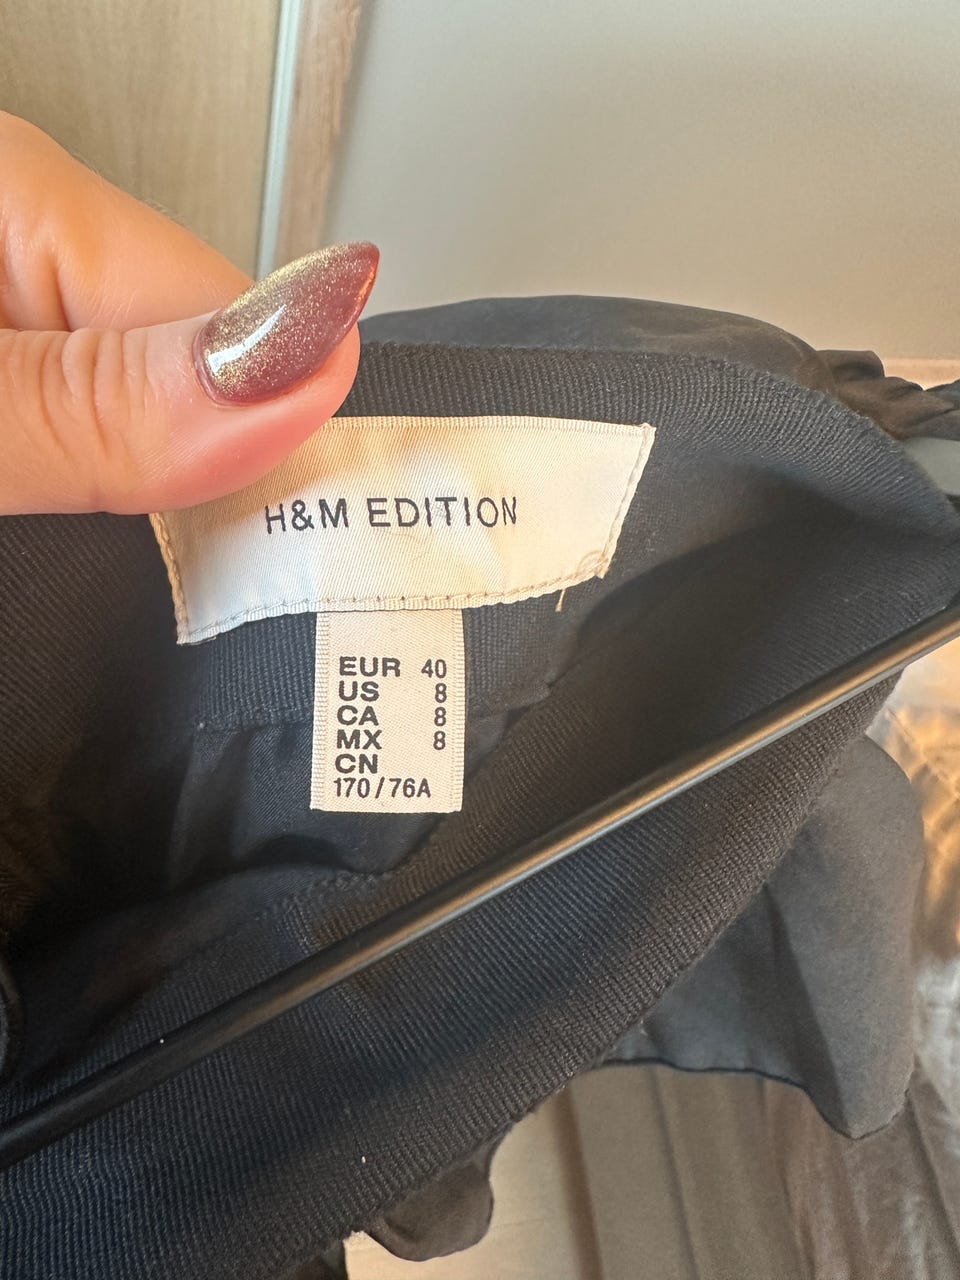 H&M EDITION
EUR 40
US 8
CA 8
MX 8
CN
170/76A